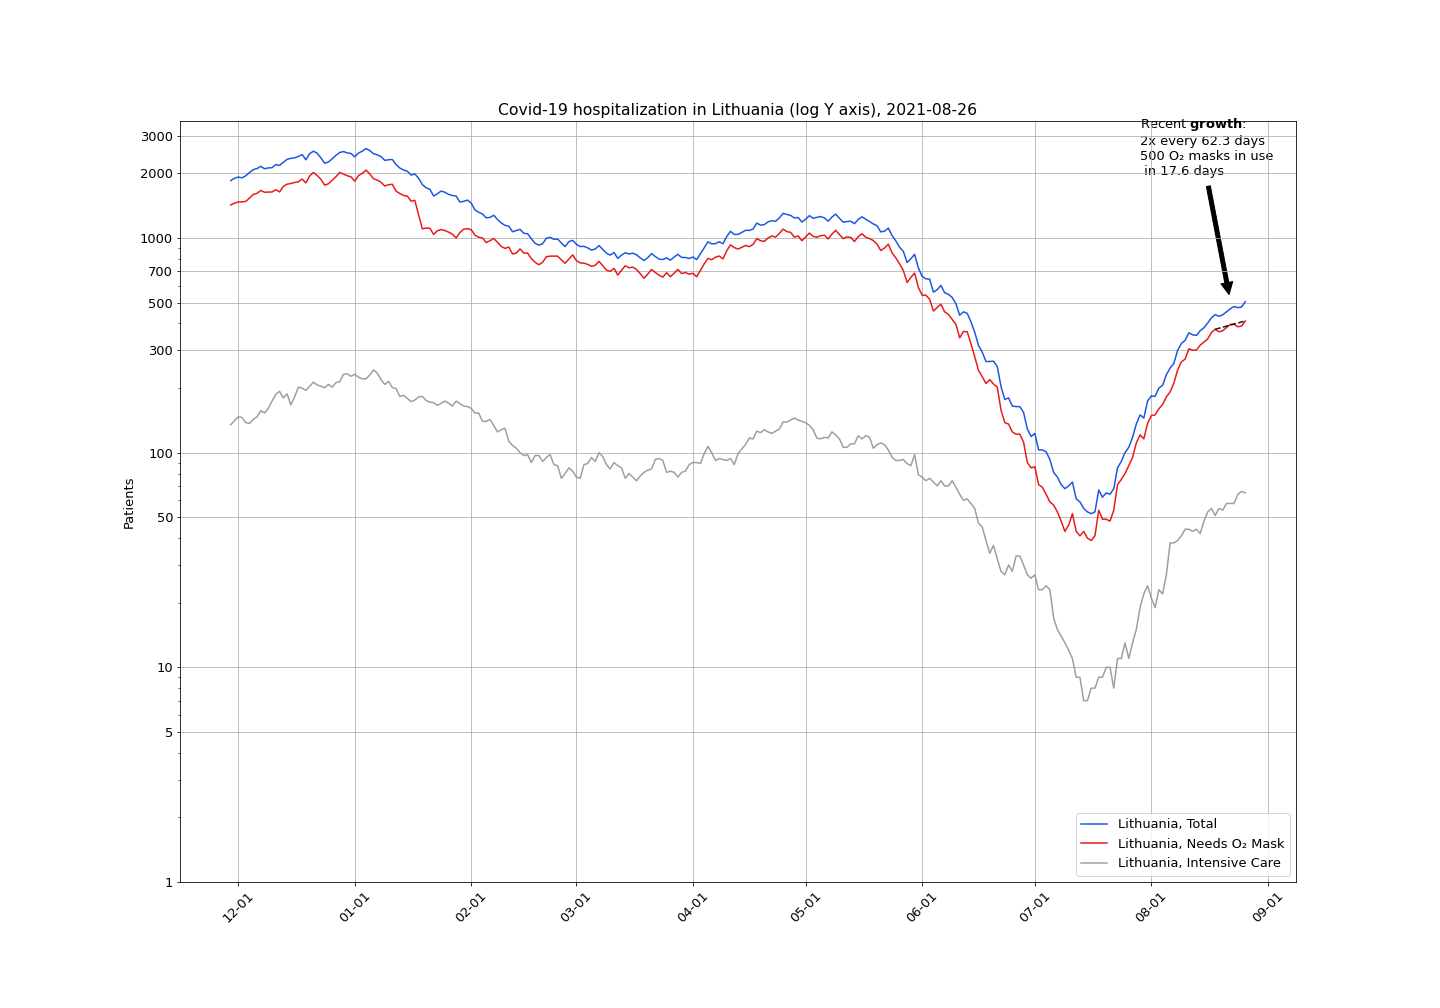 Covid-19 hospitalization in Lithuania (log Y axis), 2021-08-26
Recent growth:
2x every 62.3 days
500 O₂ masks in use
in 17.6 days
Patients
3000
2000
1000
700
500
300
100
50
10
5
1
12-01
01-01
02-01
03-01
04-01
05-01
06-01
07-01
08-01
09-01
Lithuania, Total
Lithuania, Needs O₂ Mask
Lithuania, Intensive Care